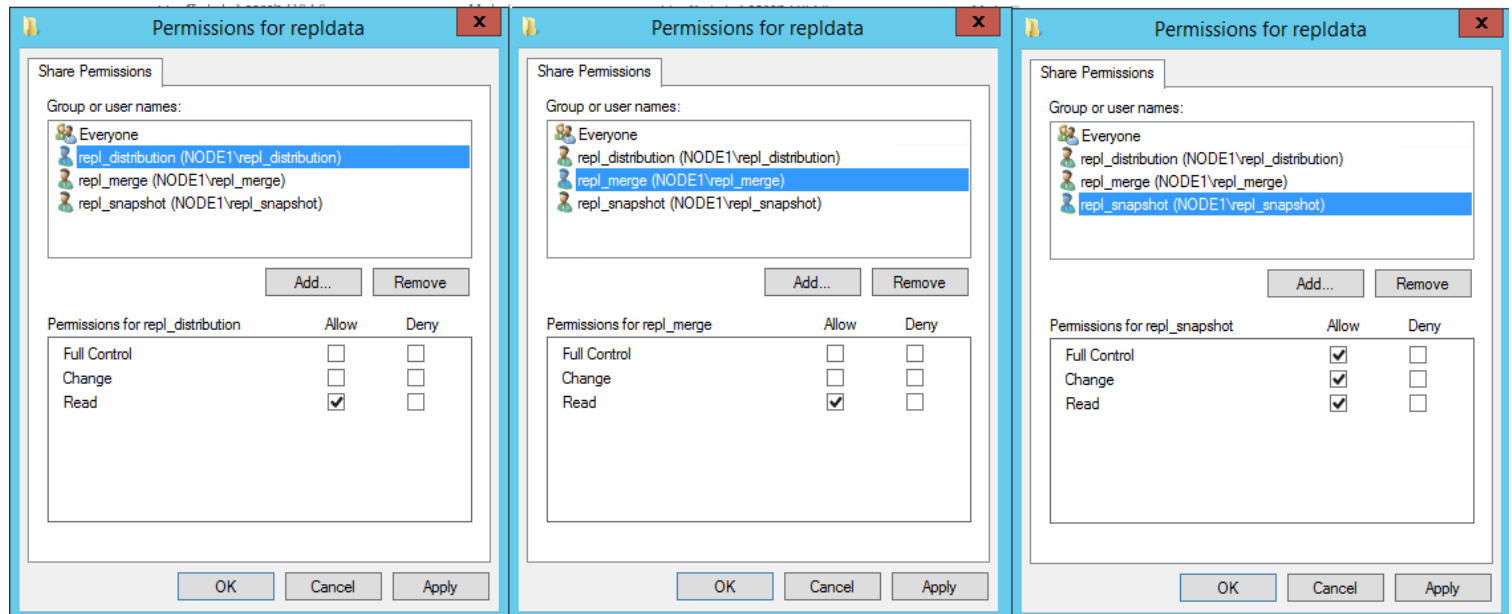 Permissions for repldata
x
Share Permissions
Group or user names:
Everyone
repl_distribution (NODE1\repl_distribution)
repl_merge (NODE1\repl_merge)
repl_snapshot (NODE1\repl_snapshot)
Add...
Remove
Permissions for repl_distribution
Allow
Deny
Full Control
Change
Read
OK
Cancel
Apply
Permissions for repldata
x
Share Permissions
Group or user names:
Everyone
repl_distribution (NODE1\repl_distribution)
repl_merge (NODE1\repl_merge)
repl_snapshot (NODE1\repl_snapshot)
Add...
Remove
Permissions for repl_merge
Allow
Deny
Full Control
Change
Read
OK
Cancel
Apply
Permissions for repldata
x
Share Permissions
Group or user names:
Everyone
repl_distribution (NODE1\repl_distribution)
repl_merge (NODE1\repl_merge)
repl_snapshot (NODE1\repl_snapshot)
Add...
Remove
Permissions for repl_snapshot
Allow
Deny
Full Control
Change
Read
OK
Cancel
Apply